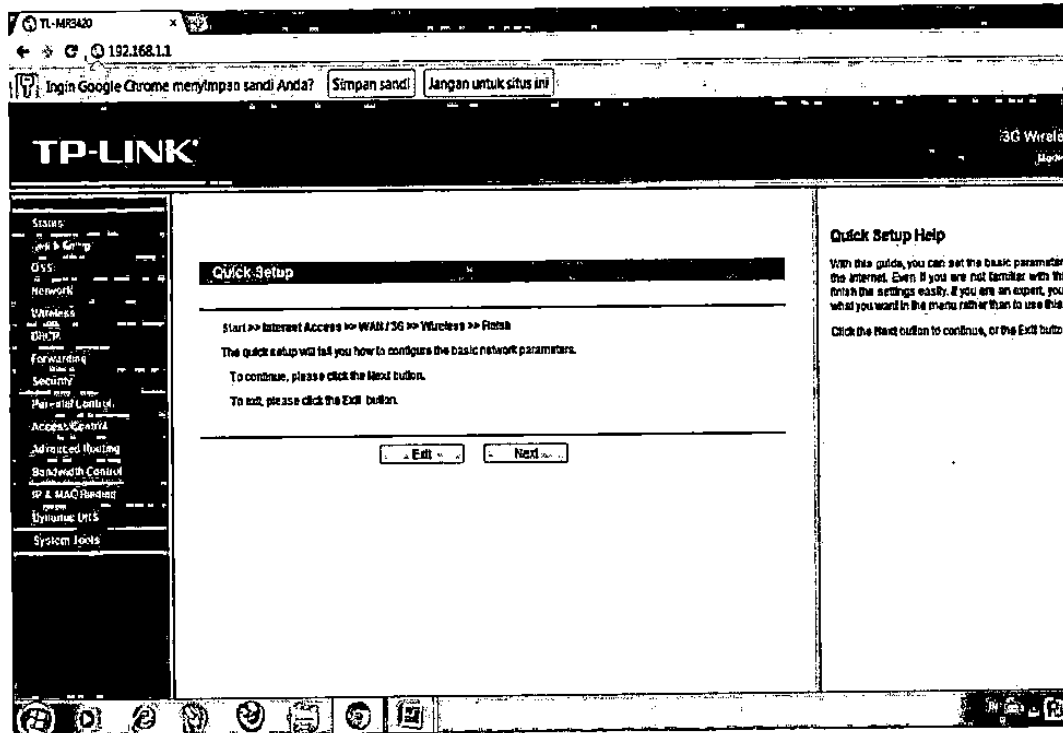 TL-MR3420
192.168.1.1
Ingin Google Chrome menyimpan sandi Anda? Simpan sandi Jangan untuk situs ini
TP-LINK
3G Wirele
Status
Quick Setup
QSS
Network
Wireless
DHCP
Forwarding
Security
Parental Control
Access Control
Advanced Routing
Bandwidth Control
IP & MAC Binding
Dynamic DNS
System Tools
Quick Setup
Start >> Internet Access >> WAN / 3G >> Wireless >> Finish
The quick setup will tell you how to configure the basic network parameters.
To continue, please click the Next button.
To exit, please click the Exit button.
Exit Next
Quick Setup Help
With this guide, you can set the basic parameter
the internet. Even if you are not familiar with th
finish the settings easily. If you are an expert, you
what you want in the menu rather than to use this
Click the Next button to continue, or the Exit butto